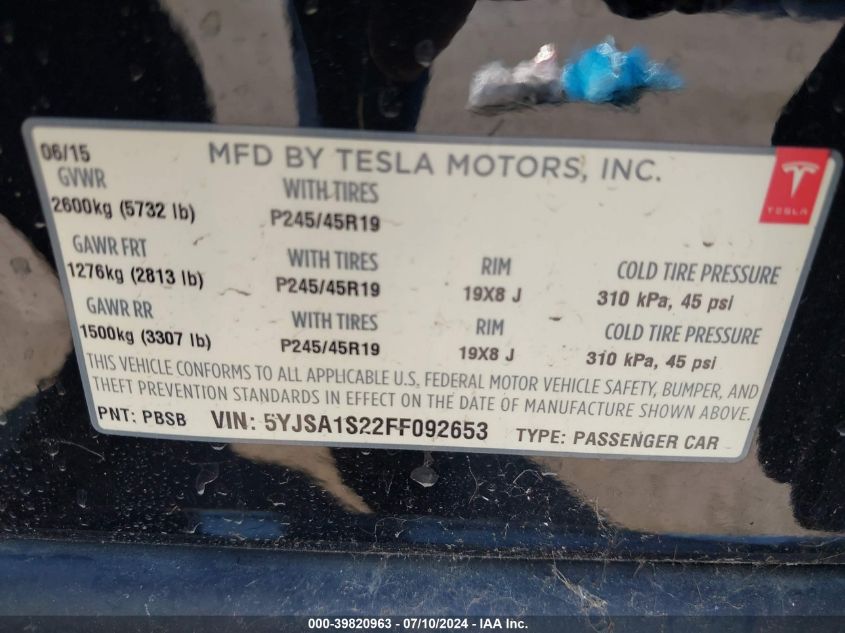 06/15 MFD BY TESLA MOTORS, INC.
TESLA
GVWR WITH TIRES
2600kg (5732 lb) P245/45R19
GAWR FRT WITH TIRES RIM COLD TIRE PRESSURE
1276kg (2813 lb) P245/45R19 19X8 J 310 kPa, 45 psi
GAWR RR WITH TIRES RIM COLD TIRE PRESSURE
1500kg (3307 lb) P245/45R19 19X8 J 310 kPa, 45 psi
THIS VEHICLE CONFORMS TO ALL APPLICABLE U.S. FEDERAL MOTOR VEHICLE SAFETY, BUMPER, AND
THEFT PREVENTION STANDARDS IN EFFECT ON THE DATE OF MANUFACTURE SHOWN ABOVE.
PNT: PBSB VIN: 5YJSA1S22FF092653 TYPE: PASSENGER CAR
000-39820963 - 07/10/2024 - IAA Inc.